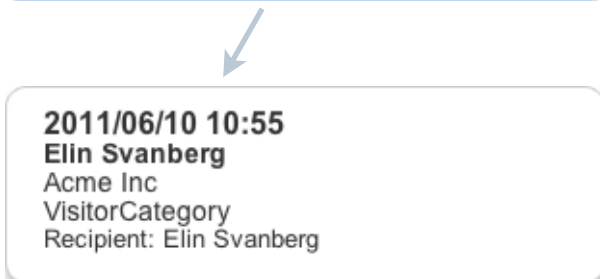 2011/06/10 10:55
Elin Svanberg
Acme Inc
VisitorCategory
Recipient: Elin Svanberg